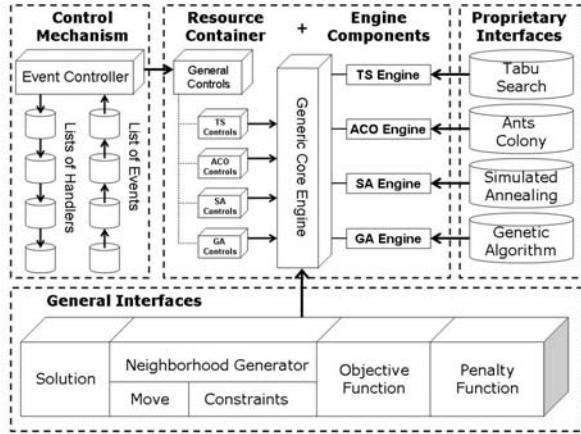 Control
Mechanism
Event Controller
Lists of Handlers
List of Events
Resource
Container
+
Engine
Components
General
Controls
TS
Controls
ACO
Controls
SA
Controls
GA
Controls
Generic Core Engine
TS Engine
ACO Engine
SA Engine
GA Engine
Proprietary
Interfaces
Tabu
Search
Ants
Colony
Simulated
Annealing
Genetic
Algorithm
General Interfaces
Solution
Neighborhood Generator
Move
Constraints
Objective
Function
Penalty
Function